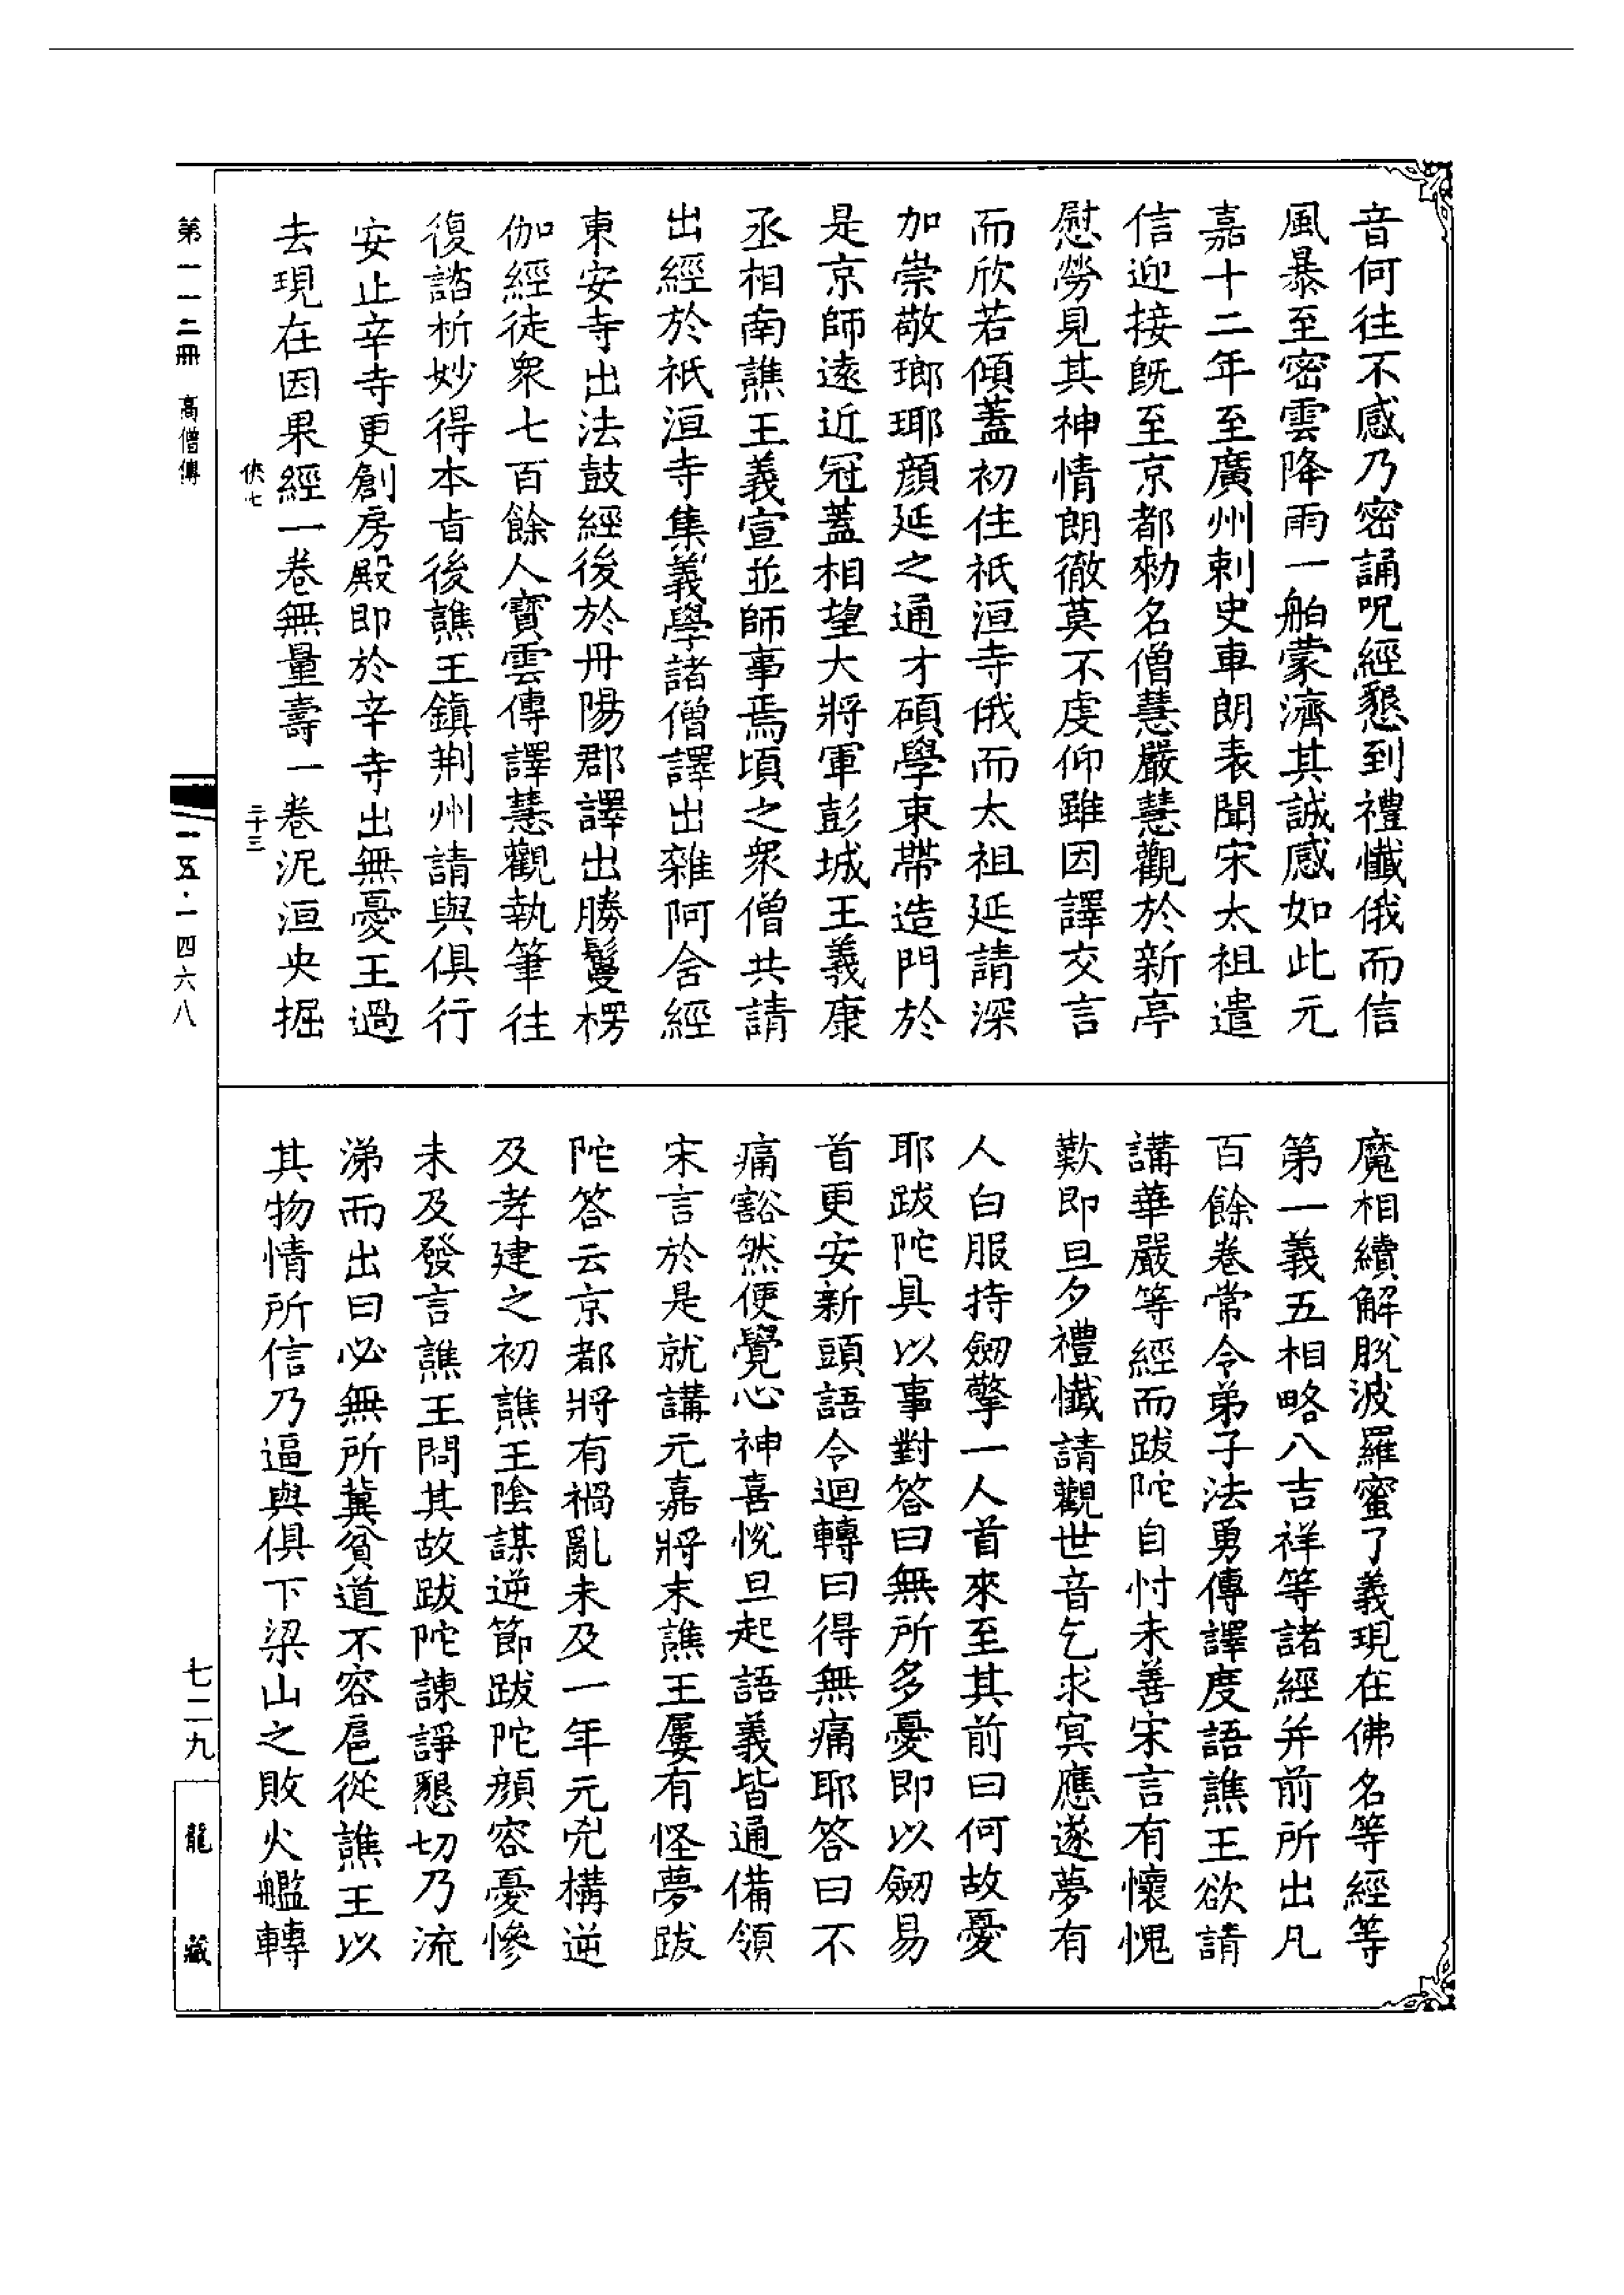 音何往不感乃密誦呪經懇到禮懺俄而信
風暴至密雲降雨一舶蒙濟其誠感如此元
嘉十二年至廣州刺史車朗表聞宋太祖遣
信迎接旣至京都勑名僧慧嚴慧觀於新亭
慰勞見其神情朗徹莫不虔仰雖因譯交言
而欣若傾蓋初住祇洹寺俄而太祖延請深
加崇敬瑯琊顔延之通才碩學束帶造門於
是京師遠近冠蓋相望大將軍彭城王義康
丞相南譙王義宣並師事焉頃之衆僧共請
出經於祇洹寺集義學諸僧譯出雜阿含經
東安寺出法鼓經後於丹陽郡譯出勝鬘楞
伽經徒衆七百餘人寳雲傳譯慧觀執筆往
復諮析妙得本旨後譙王鎮荆州請與俱行
安止辛寺更創房殿即於辛寺出無憂王過
去現在因果經一卷無量壽一卷泥洹央掘
俠七
二十三
魔相續解脫波羅蜜了義現在佛名等經等
第一義五相略八吉祥等諸經并前所出凡
百餘卷常令弟子法勇傳譯度語譙王欲請
講華嚴等經而跋陀自忖未善宋言有懷愧
歎即旦夕禮懺請觀世音乞求冥應遂夢有
人白服持劒擎一人首來至其前曰何故憂
耶跋陀具以事對答曰無所多憂即以劒易
首更安新頭語令迴轉曰得無痛耶答曰不
痛豁然便覺心神喜悅旦起語義皆通備領
宋言於是就講元嘉將末譙王屢有怪夢跋
陀答云京都將有禍亂未及一年元兇構逆
及孝建之初譙王陰謀逆節跋陀顔容憂慘
未及發言譙王問其故跋陀諫諍懇切乃流
涕而出曰必無所冀貧道不容扈從譙王以
其物情所信乃逼與俱下梁山之敗火艦轉
第一一二冊 高僧傳
一五·一四六八
七二九
龍藏